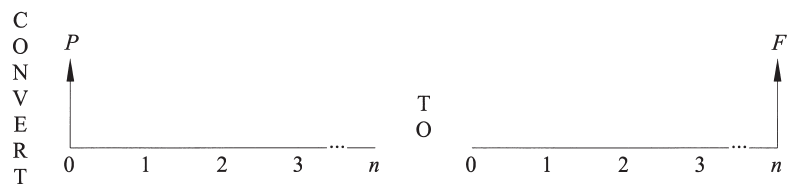 CONVERT
P
0 1 2 3 ... n
TO
F
0 1 2 3 ... n